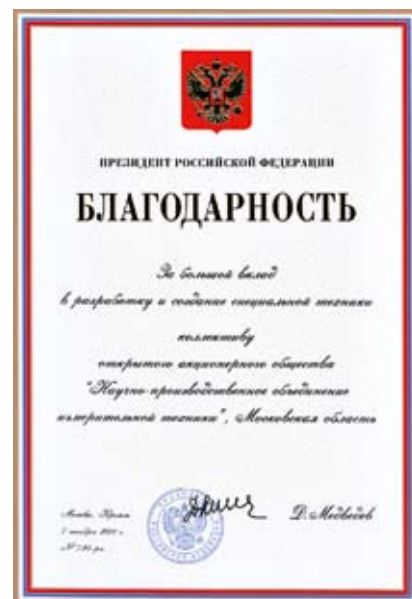 ПРЕЗИДЕНТ РОССИЙСКОЙ ФЕДЕРАЦИИ
БЛАГОДАРНОСТЬ
За большой вклад
в разработку и создание специальной техники
коллективу
открытого акционерного общества
"Научно-производственное объединение
измерительной техники", Московская область
Москва, Кремль
Д. Медведев